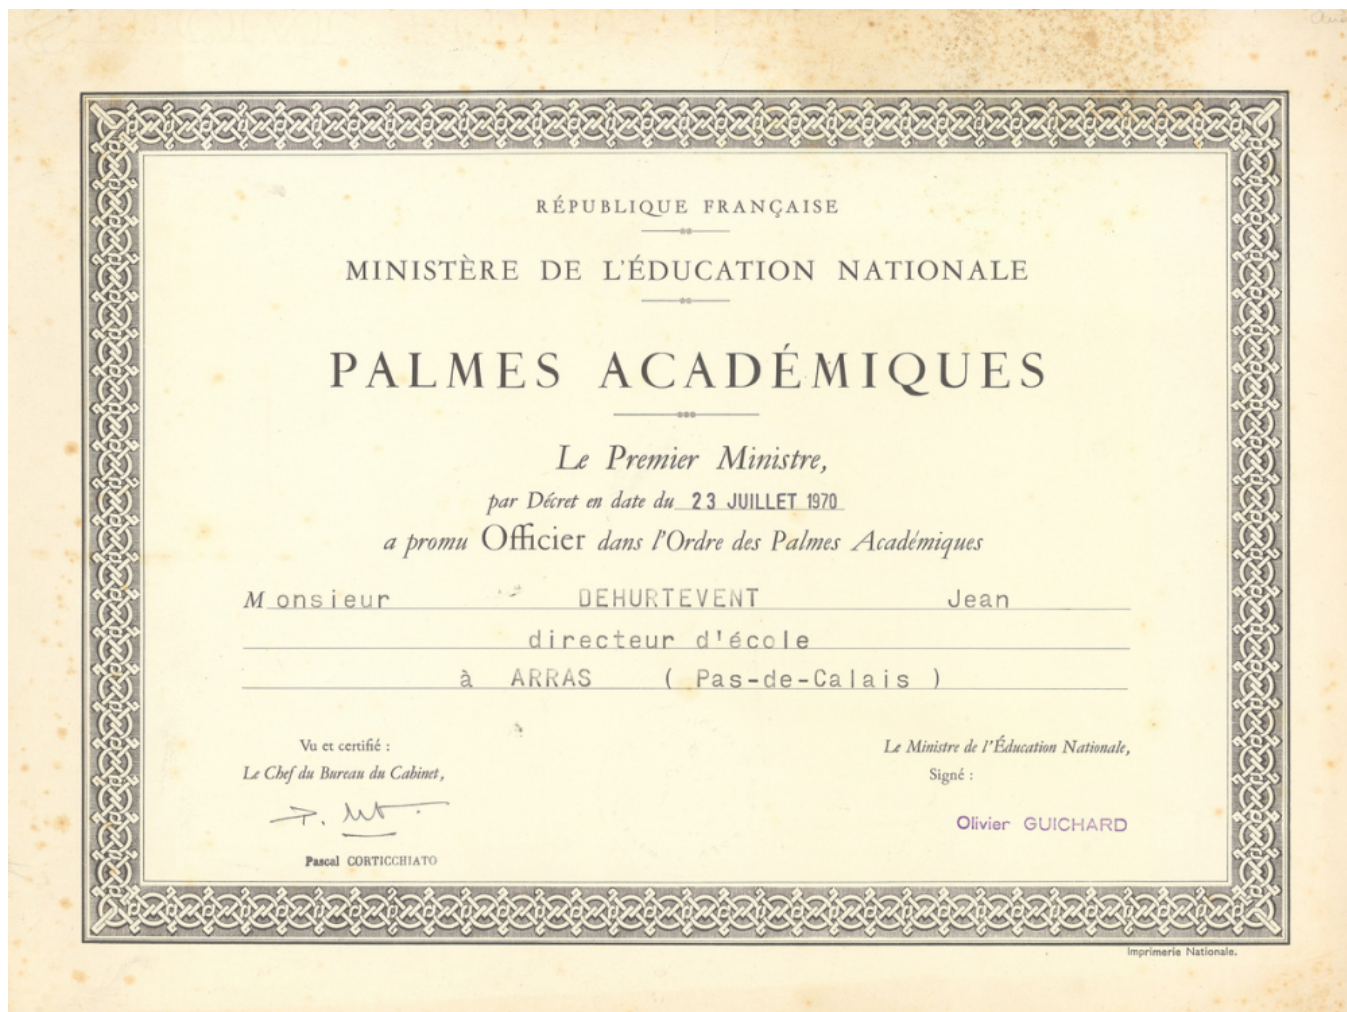 RÉPUBLIQUE FRANÇAISE
MINISTÈRE DE L'ÉDUCATION NATIONALE
PALMES ACADÉMIQUES
Le Premier Ministre,
par Décret en date du 23 JUILLET 1970
a promu Officier dans l'Ordre des Palmes Académiques
Monsieur DEHURTEVENT Jean
directeur d'école
à ARRAS ( Pas-de-Calais )
Vu et certifié :
Le Chef du Bureau du Cabinet,
Pascal CORTICCHIATO
Le Ministre de l'Éducation Nationale,
Signé :
Olivier GUICHARD
Imprimerie Nationale.